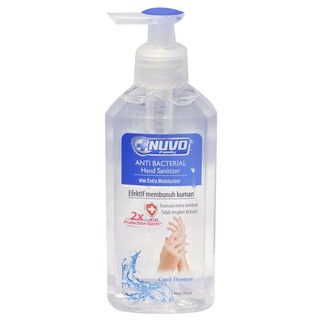 NUVO
Family
ANTI BACTERIAL
Hand Sanitizer
With Extra Moisturizer
Efektif membunuh kuman
Formula extra lembut
Tidak lengket di kulit
2x
Protection Germ
Cool Blossom